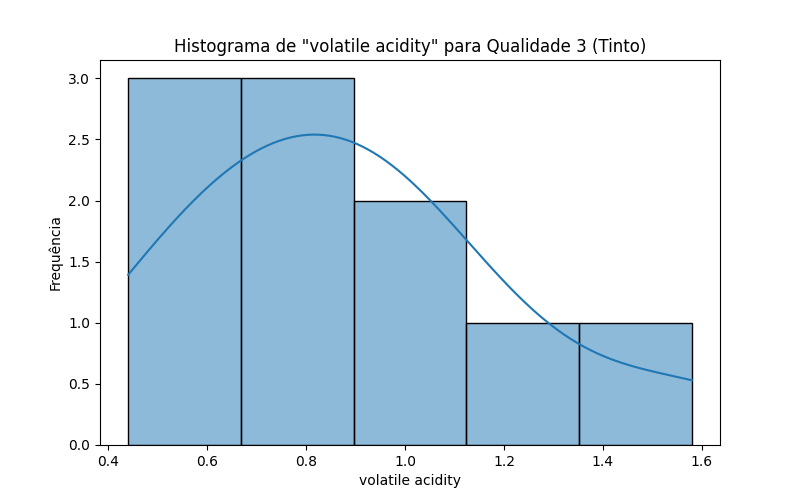 Histograma de "volatile acidity" para Qualidade 3 (Tinto)
Frequência
3.0
2.5
2.0
1.5
1.0
0.5
0.0
0.4 0.6 0.8 1.0 1.2 1.4 1.6
volatile acidity